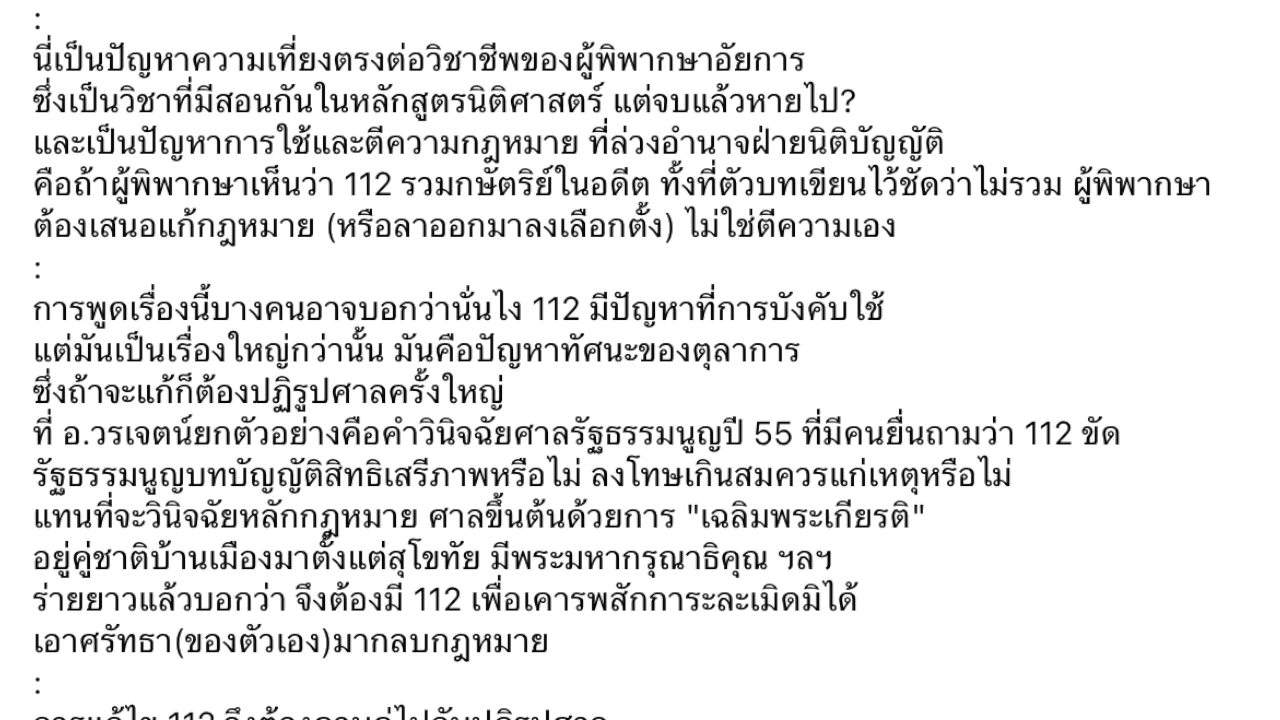 :
นี่เป็นปัญหาความเที่ยงตรงต่อวิชาชีพของผู้พิพากษาอัยการ
ซึ่งเป็นวิชาที่มีสอนกันในหลักสูตรนิติศาสตร์ แต่จบแล้วหายไป?
และเป็นปัญหาการใช้และตีความกฎหมาย ที่ล่วงอำนาจฝ่ายนิติบัญญัติ
คือถ้าผู้พิพากษาเห็นว่า 112 รวมกษัตริย์ในอดีต ทั้งที่ตัวบทเขียนไว้ชัดว่าไม่รวม ผู้พิพากษา
ต้องเสนอแก้กฎหมาย (หรือลาออกมาลงเลือกตั้ง) ไม่ใช่ตีความเอง
:
การพูดเรื่องนี้บางคนอาจบอกว่านั่นไง 112 มีปัญหาที่การบังคับใช้
แต่มันเป็นเรื่องใหญ่กว่านั้น มันคือปัญหาทัศนะของตุลาการ
ซึ่งถ้าจะแก้ก็ต้องปฏิรูปศาลครั้งใหญ่
ที่ อ.วรเจตน์ยกตัวอย่างคือคำวินิจฉัยศาลรัฐธรรมนูญปี 55 ที่มีคนยื่นถามว่า 112 ขัด
รัฐธรรมนูญบทบัญญัติสิทธิเสรีภาพหรือไม่ ลงโทษเกินสมควรแก่เหตุหรือไม่
แทนที่จะวินิจฉัยหลักกฎหมาย ศาลขึ้นต้นด้วยการ "เฉลิมพระเกียรติ"
อยู่คู่ชาติบ้านเมืองมาตั้งแต่สุโขทัย มีพระมหากรุณาธิคุณ ฯลฯ
ร่ายยาวแล้วบอกว่า จึงต้องมี 112 เพื่อเคารพสักการะละเมิดมิได้
เอาศรัทธา(ของตัวเอง)มากลบกฎหมาย
:
การแก้ไข 112 จึงต้องควบคู่ไปกับปฏิรูปศาล